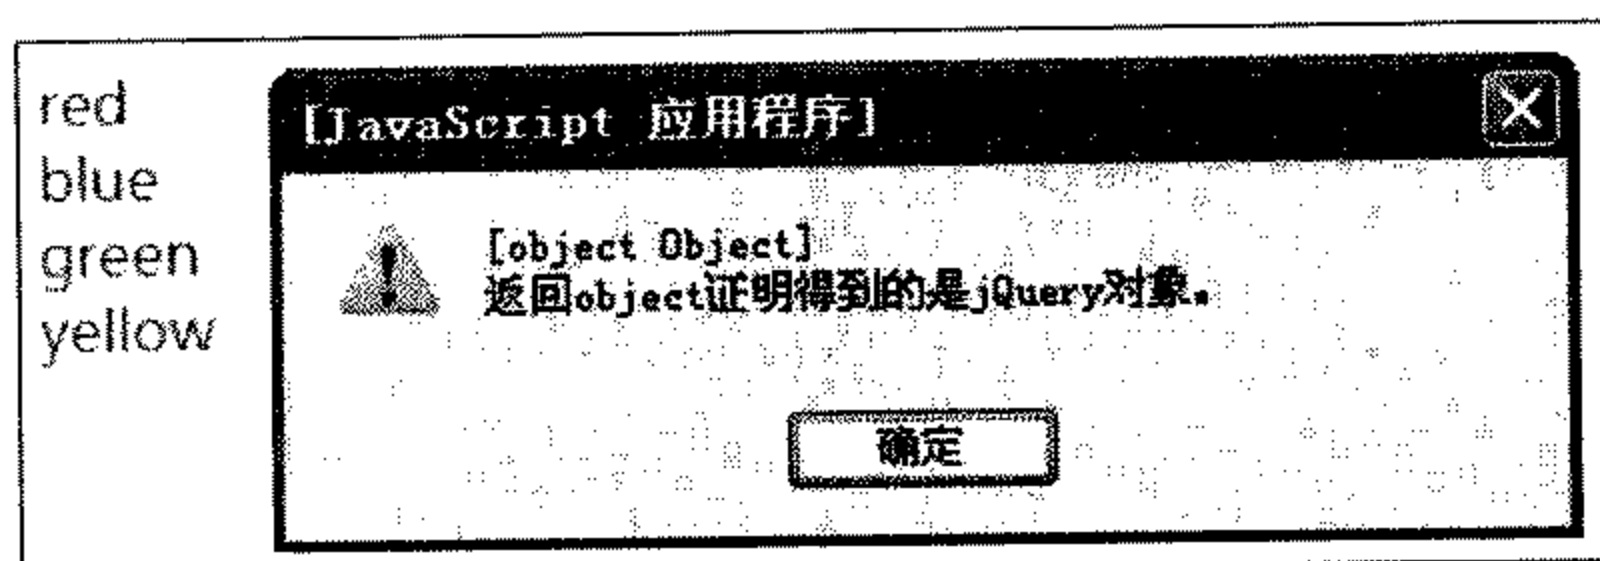 red
blue
green
yellow
[JavaScript 应用程序]
[object Object]
返回object证明得到的是jQuery对象。
确定